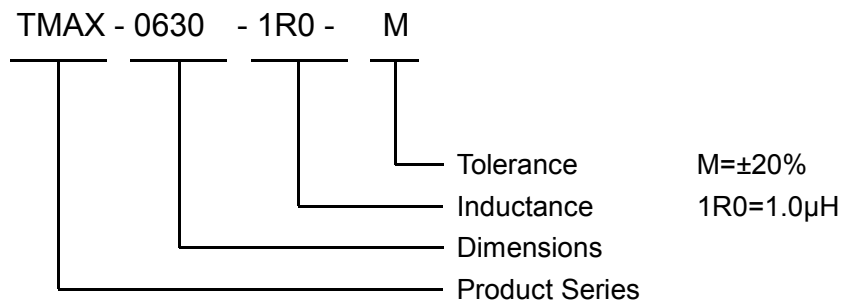 TMAX - 0630 - 1R0 - M
Tolerance M=±20%
Inductance 1R0=1.0µH
Dimensions
Product Series